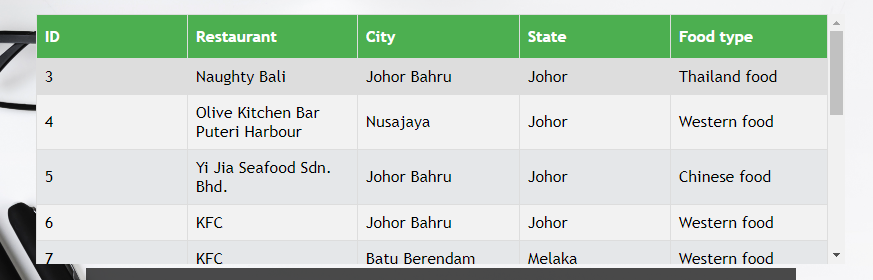 ID Restaurant City State Food type
3 Naughty Bali Johor Bahru Johor Thailand food
4 Olive Kitchen Bar Puteri Harbour Nusajaya Johor Western food
5 Yi Jia Seafood Sdn. Bhd. Johor Bahru Johor Chinese food
6 KFC Johor Bahru Johor Western food
7 KFC Batu Berendam Melaka Western food